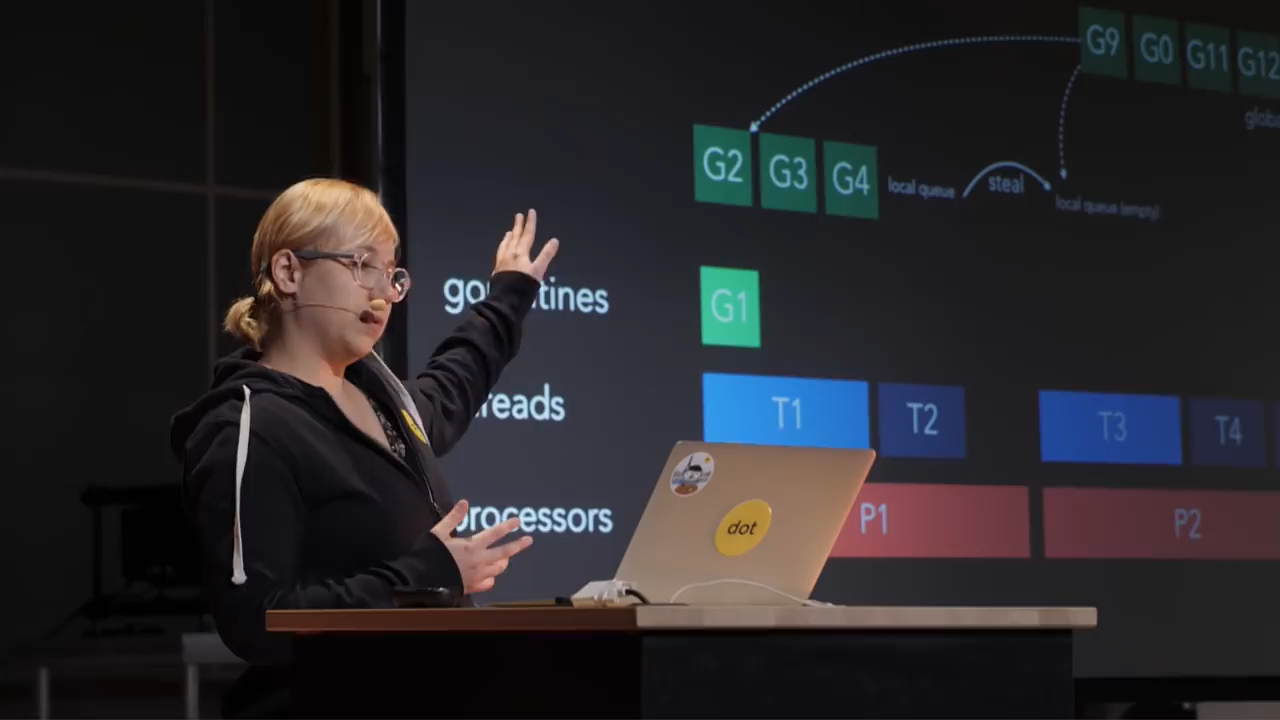 G9 G0 G11 G12
G2 G3 G4
local queue
steal
local queue (empty)
G1
T1 T2 T3 T4
processors
P1 P2
dot